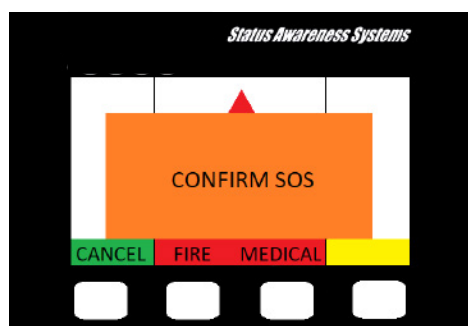 Status Awareness Systems
CONFIRM SOS
CANCEL FIRE MEDICAL